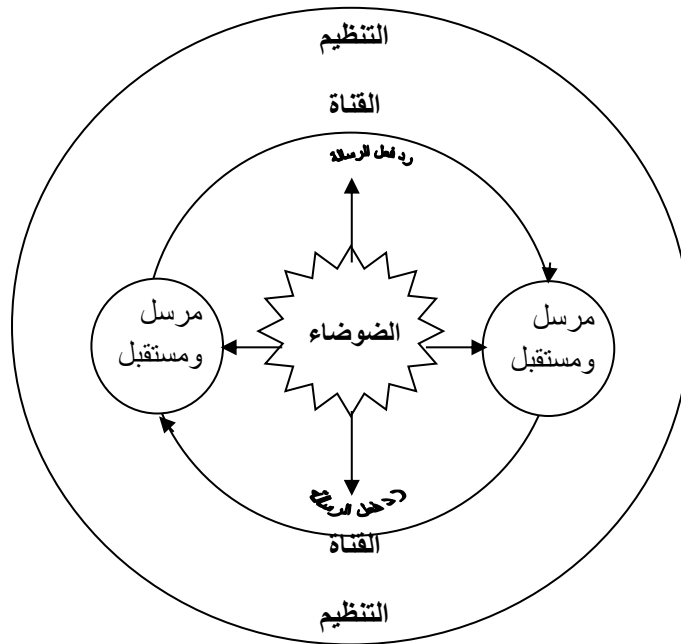 التنظيم
القناة
رد فعل الرسالة
مرسل
ومستقبل
الضوضاء
مرسل
ومستقبل
رد فعل الرسالة
القناة
التنظيم